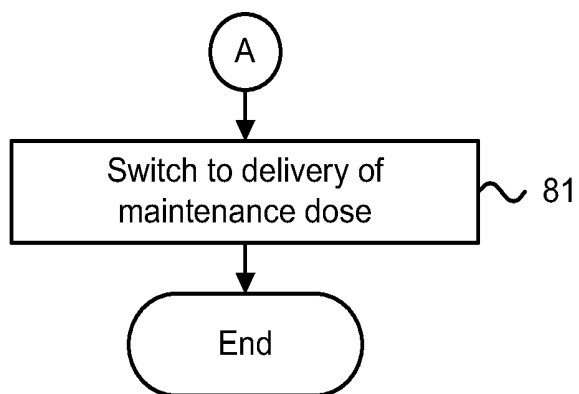 A
Switch to delivery of
maintenance dose
81
End